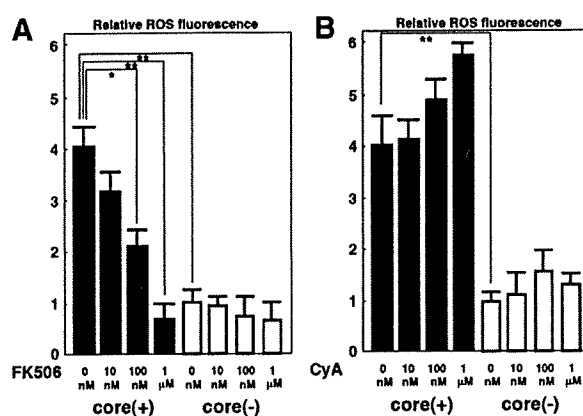 A
Relative ROS fluorescence
6
5
4
3
2
1
0
**
**
*
FK506
0 nM
10 nM
100 nM
1 µM
0 nM
10 nM
100 nM
1 µM
core(+)
core(-)
B
Relative ROS fluorescence
6
5
4
3
2
1
0
**
CyA
0 nM
10 nM
100 nM
1 µM
0 nM
10 nM
100 nM
1 µM
core(+)
core(-)